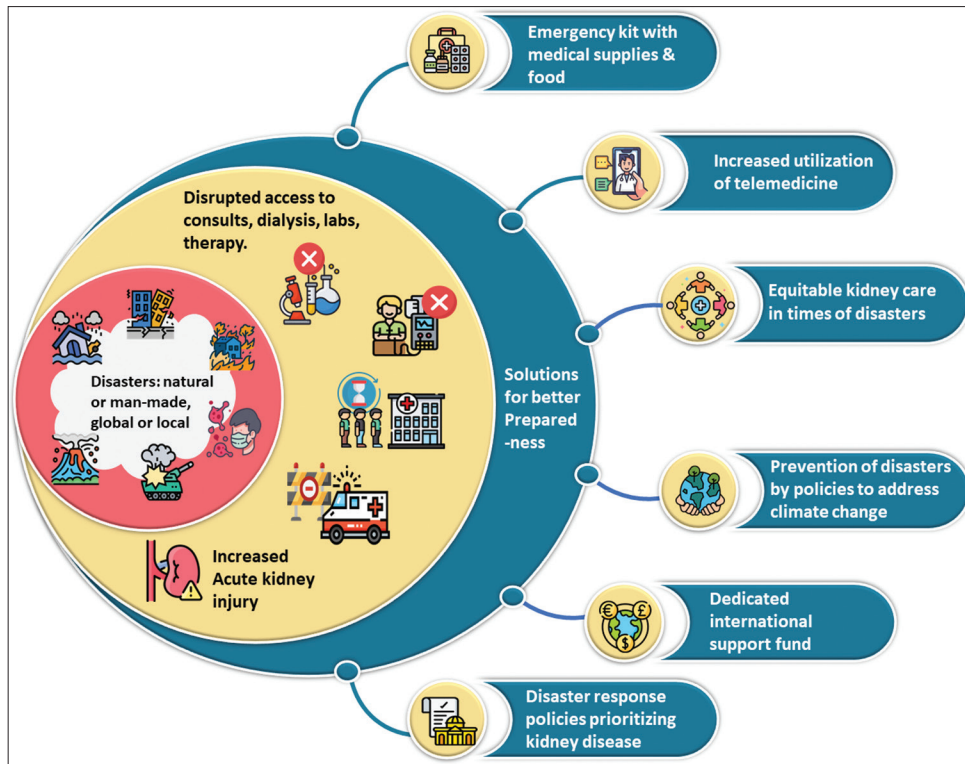 Emergency kit with
medical supplies &
food
Increased utilization
of telemedicine
Disrupted access to
consults, dialysis, labs,
therapy.
Equitable kidney care
in times of disasters
Disasters: natural
or man-made,
global or local
Solutions
for better
Prepared
-ness
Prevention of disasters
by policies to address
climate change
Increased
Acute kidney
injury
Dedicated
international
support fund
€ £
$
Disaster response
policies prioritizing
kidney disease